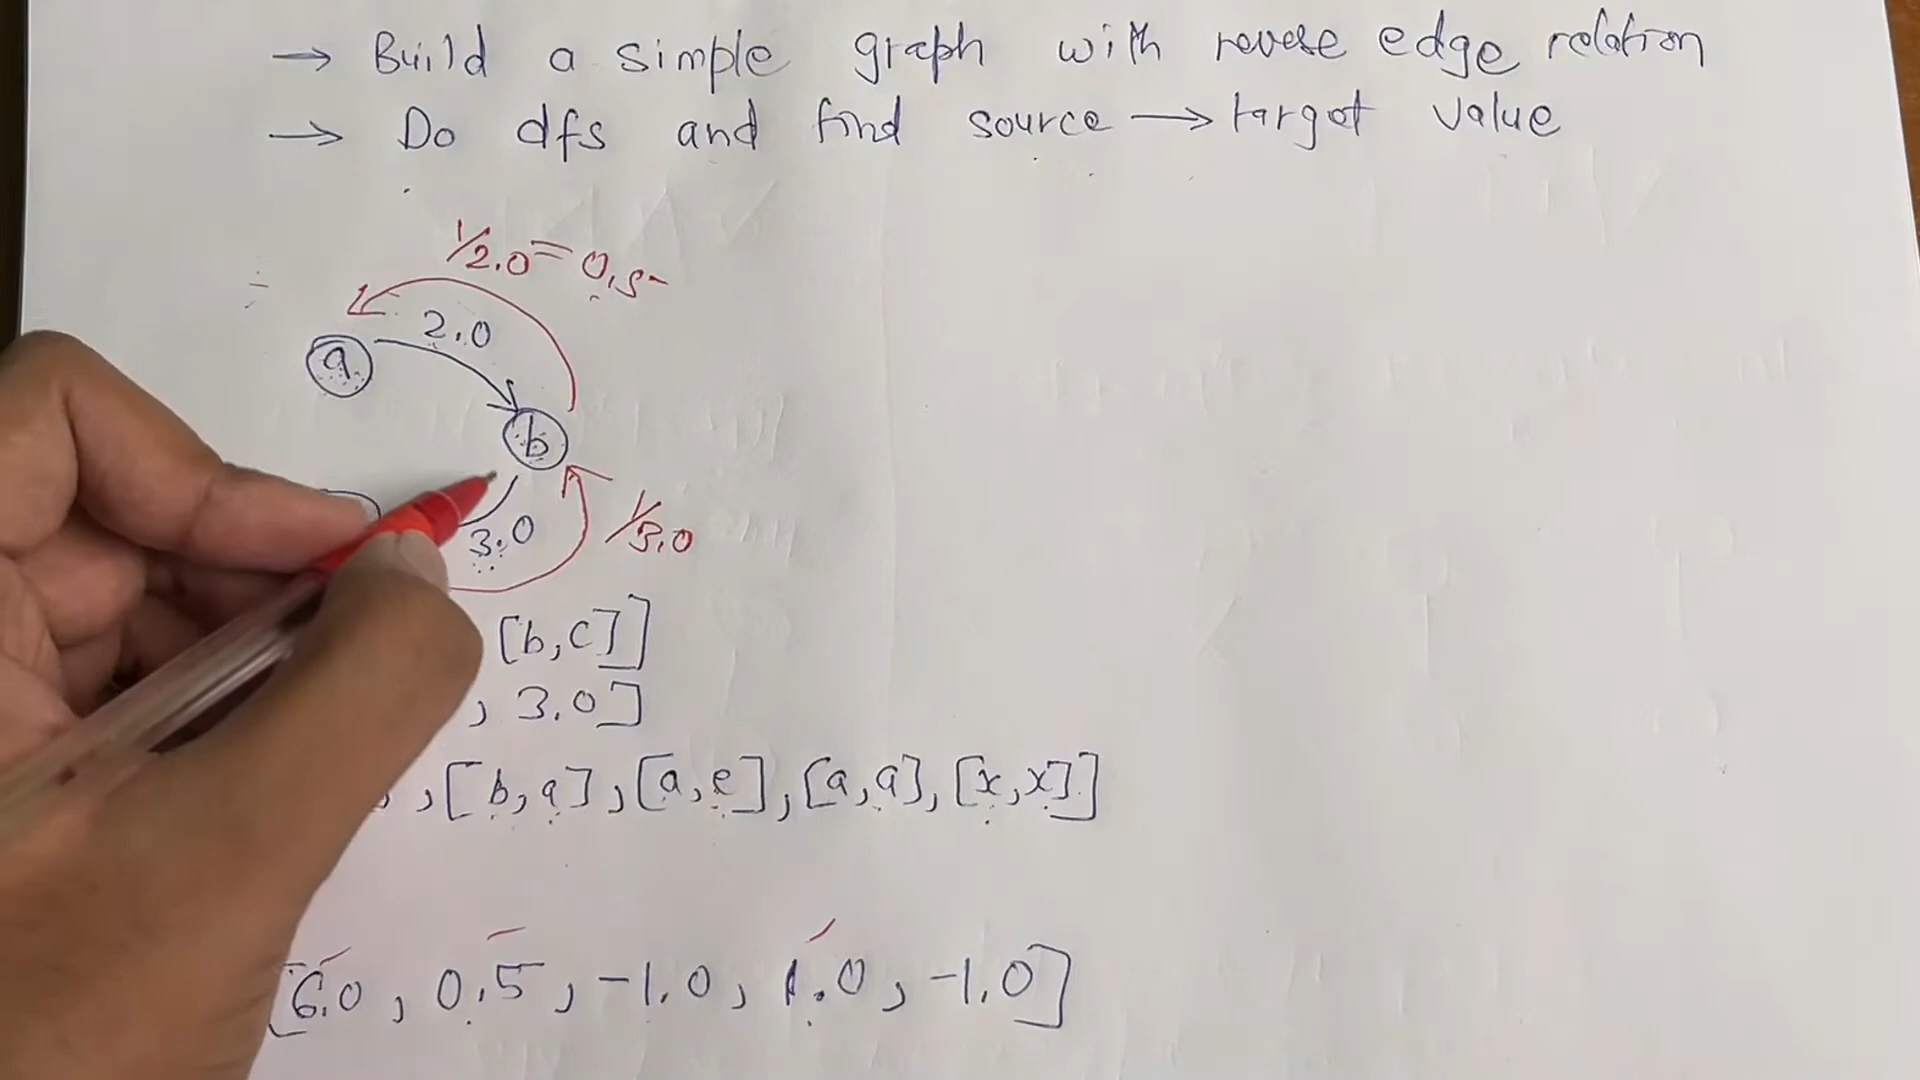 → Build a simple graph with revese edge relation
→ Do dfs and find source → target value
1/2.0 = 0.5
2.0
a
b
3.0
1/3.0
[b,c]]
, 3.0]
, [b,a], [a,e], [a,a], [x,x]]
[6.0, 0.5, -1.0, 1.0, -1.0]